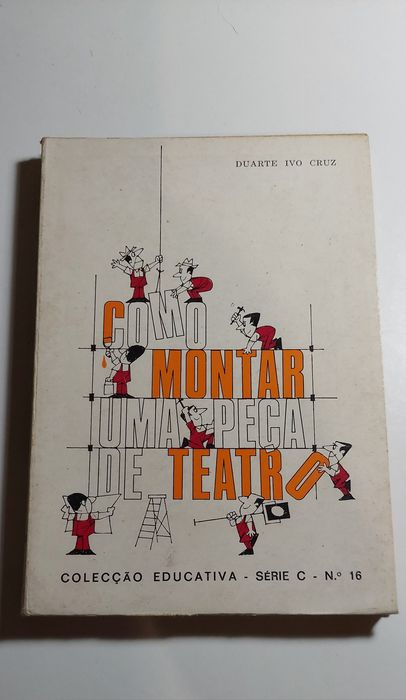 DUARTE IVO CRUZ
COMO
MONTAR
UMA PEÇA
DE TEATRO
COLECÇÃO EDUCATIVA - SÉRIE C - N.º 16